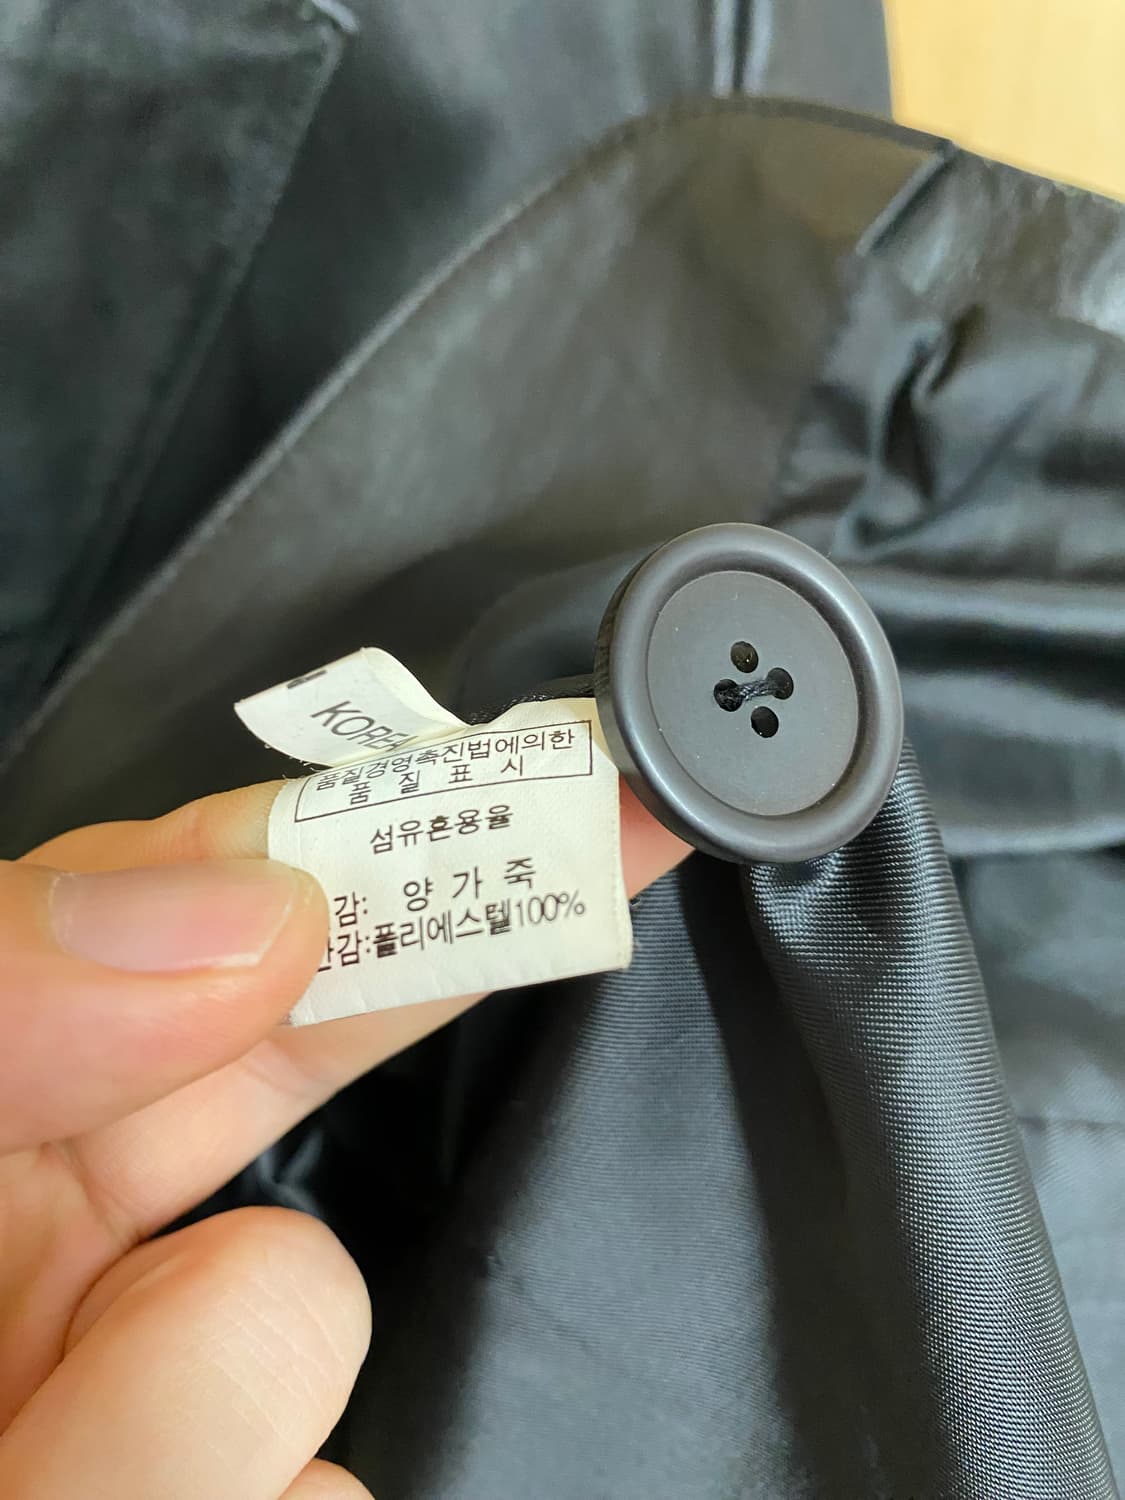 KOREA
품질경영촉진법에의한
품 질 표 시
섬유혼용율
감: 양 가 죽
안감:폴리에스텔100%